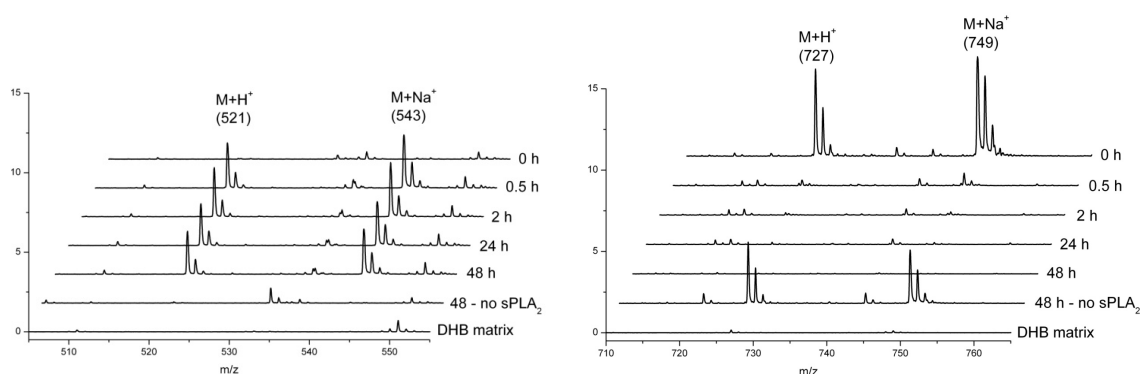 M+H⁺
(521)
M+Na⁺
(543)
15
10
5
0
0 h
0.5 h
2 h
24 h
48 h
48 - no sPLA₂
DHB matrix
510 520 530 540 550
m/z
M+H⁺
(727)
M+Na⁺
(749)
15
10
5
0
0 h
0.5 h
2 h
24 h
48 h
48 h - no sPLA₂
DHB matrix
710 720 730 740 750 760
m/z